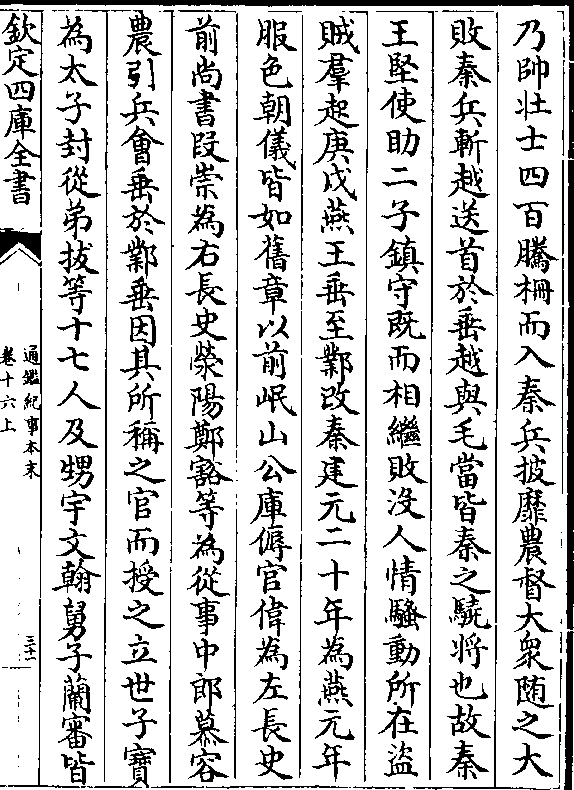 乃帥壯士四百騰柵而入秦兵披靡農督大衆随之大
敗秦兵斬越送首於垂越與毛當皆秦之驍将也故秦
王堅使助二子鎮守既而相繼敗沒人情騷動所在盜
賊羣起庚戌燕王垂至鄴改秦建元二十年為燕元年
服色朝儀皆如舊章以前岷山公庫傉官偉為左長史
前尚書段崇為右長史滎陽鄭豁等為從事中郎慕容
農引兵會垂於鄴垂因其所稱之官而授之立世子寶
為太子封從弟拔等十七人及甥宇文翰舅子蘭審皆
欽定四庫全書
通鑑紀事本末
卷十六上
三十一